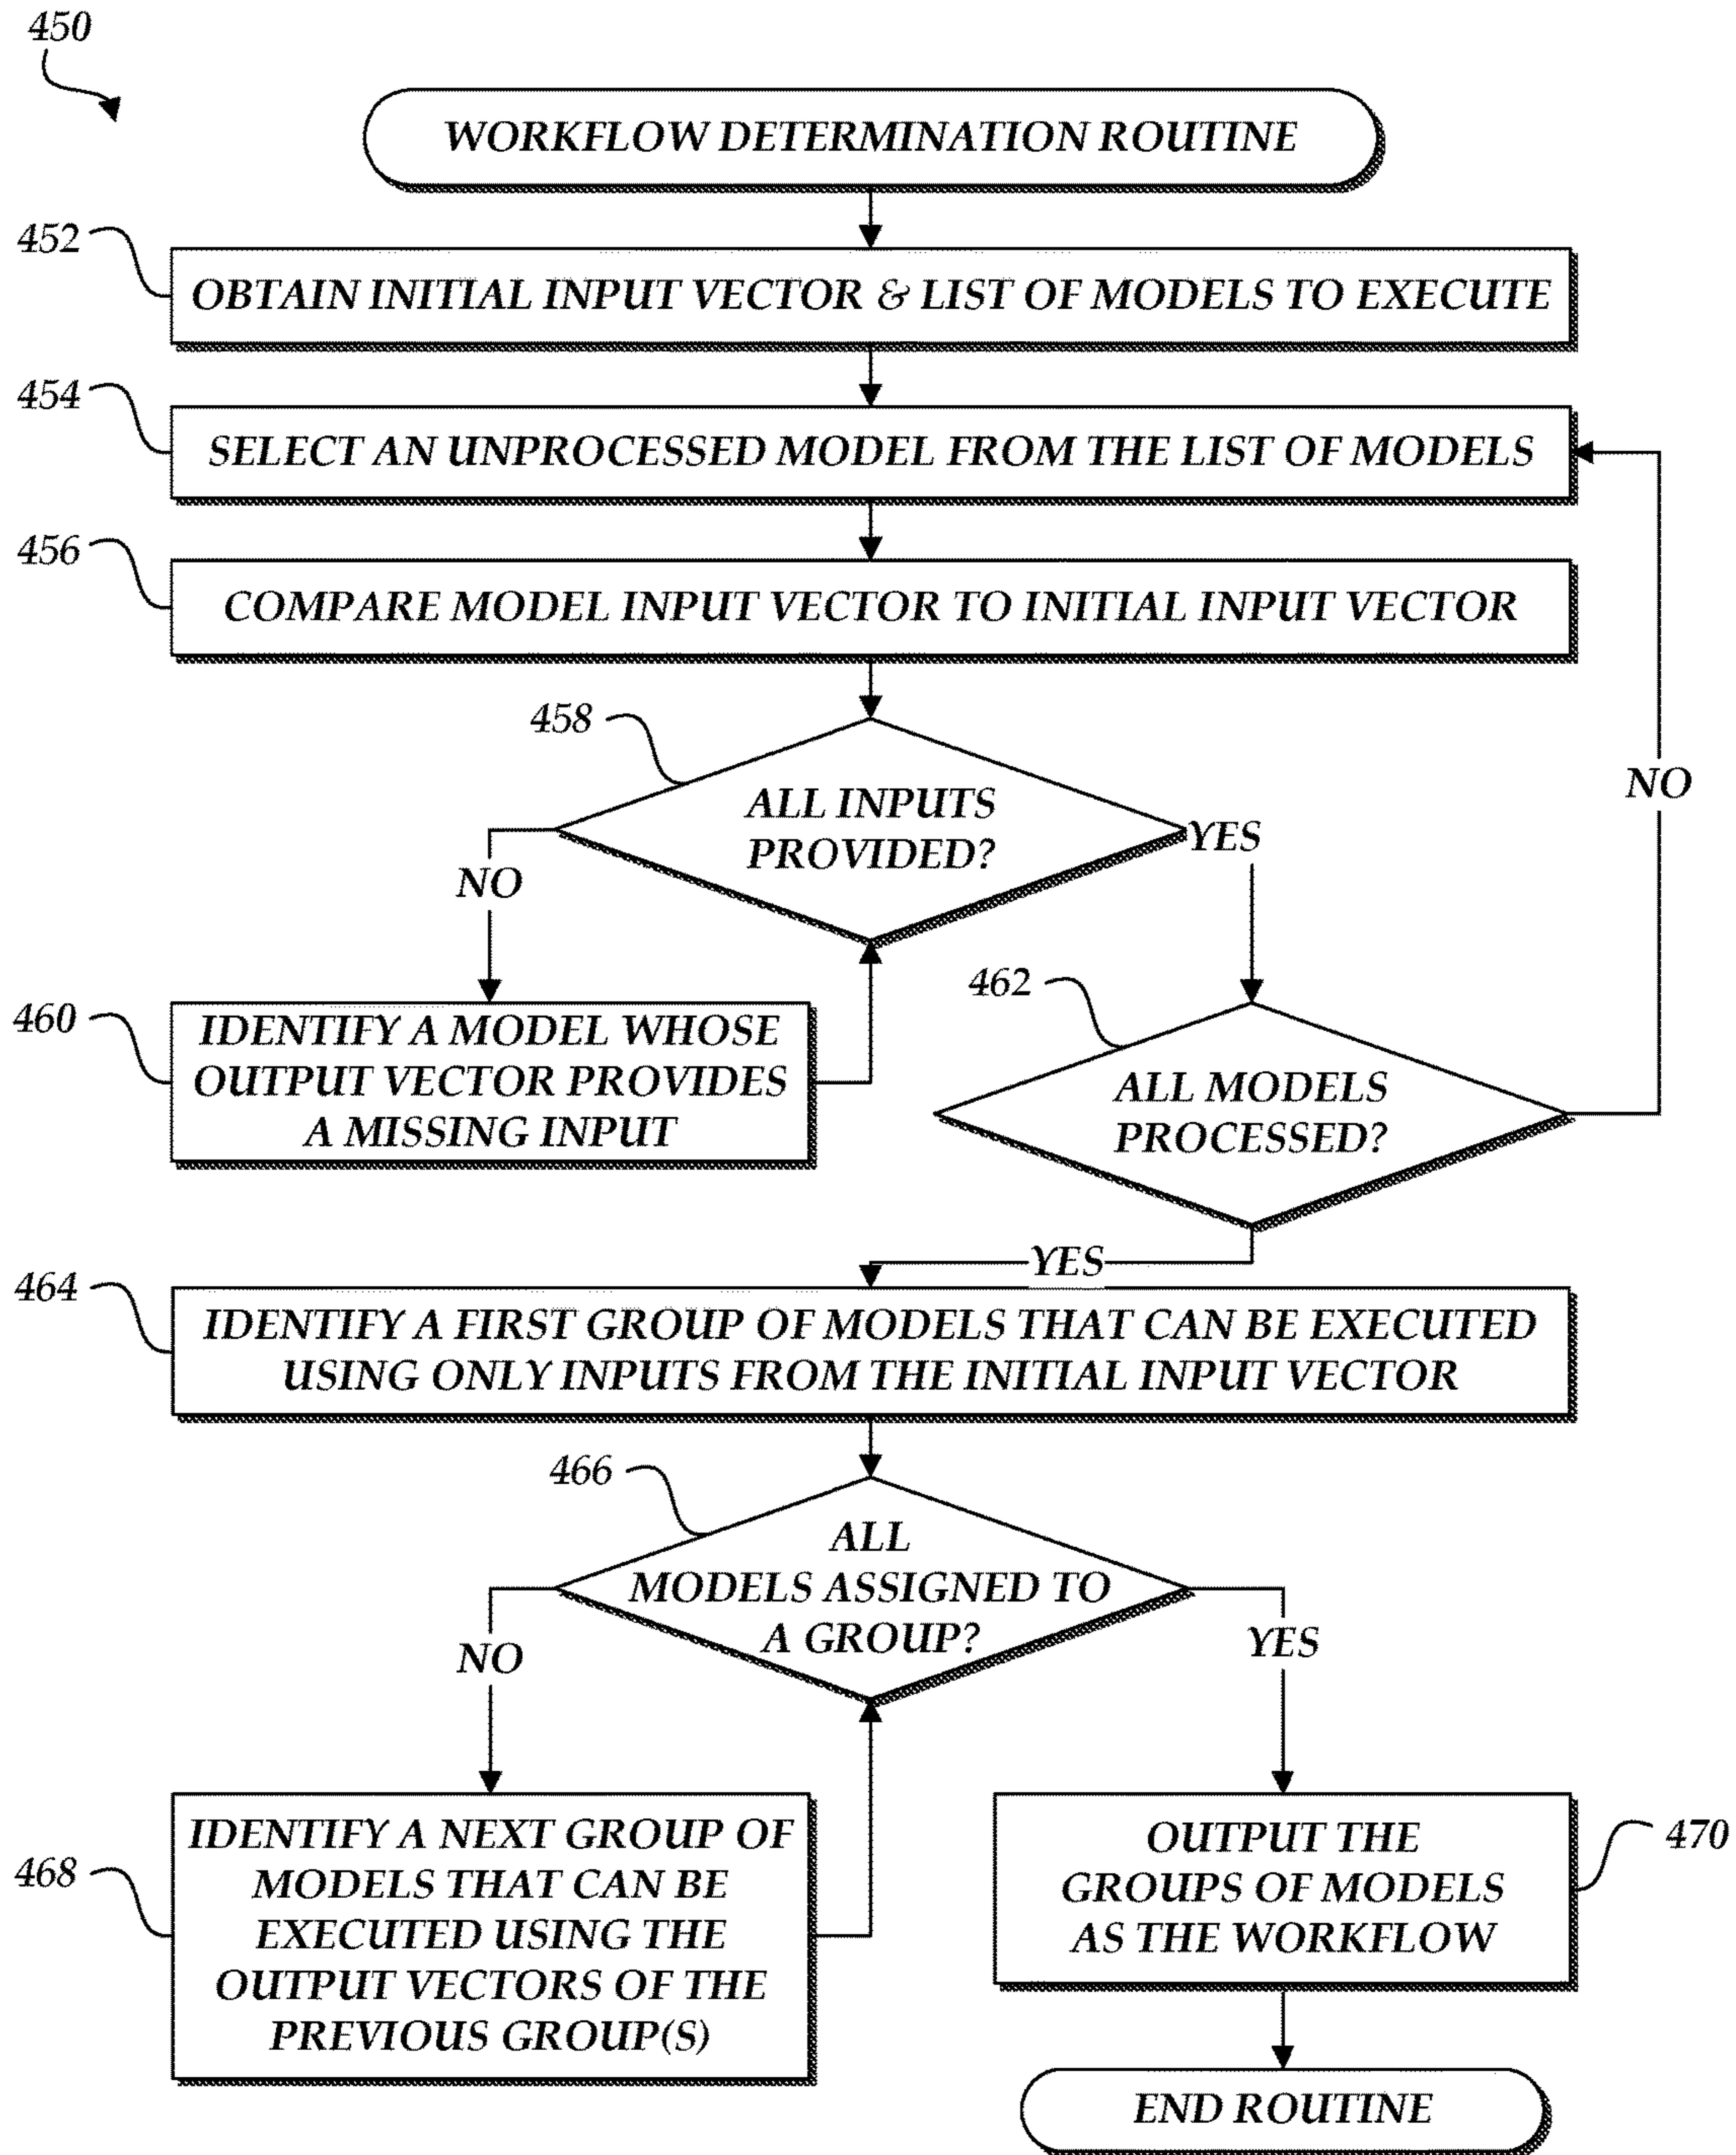 450
WORKFLOW DETERMINATION ROUTINE
452
OBTAIN INITIAL INPUT VECTOR & LIST OF MODELS TO EXECUTE
454
SELECT AN UNPROCESSED MODEL FROM THE LIST OF MODELS
456
COMPARE MODEL INPUT VECTOR TO INITIAL INPUT VECTOR
458
ALL INPUTS
PROVIDED?
NO
YES
NO
460
IDENTIFY A MODEL WHOSE
OUTPUT VECTOR PROVIDES
A MISSING INPUT
462
ALL MODELS
PROCESSED?
YES
464
IDENTIFY A FIRST GROUP OF MODELS THAT CAN BE EXECUTED
USING ONLY INPUTS FROM THE INITIAL INPUT VECTOR
466
ALL
MODELS ASSIGNED TO
A GROUP?
NO
YES
468
IDENTIFY A NEXT GROUP OF
MODELS THAT CAN BE
EXECUTED USING THE
OUTPUT VECTORS OF THE
PREVIOUS GROUP(S)
OUTPUT THE
GROUPS OF MODELS
AS THE WORKFLOW
470
END ROUTINE